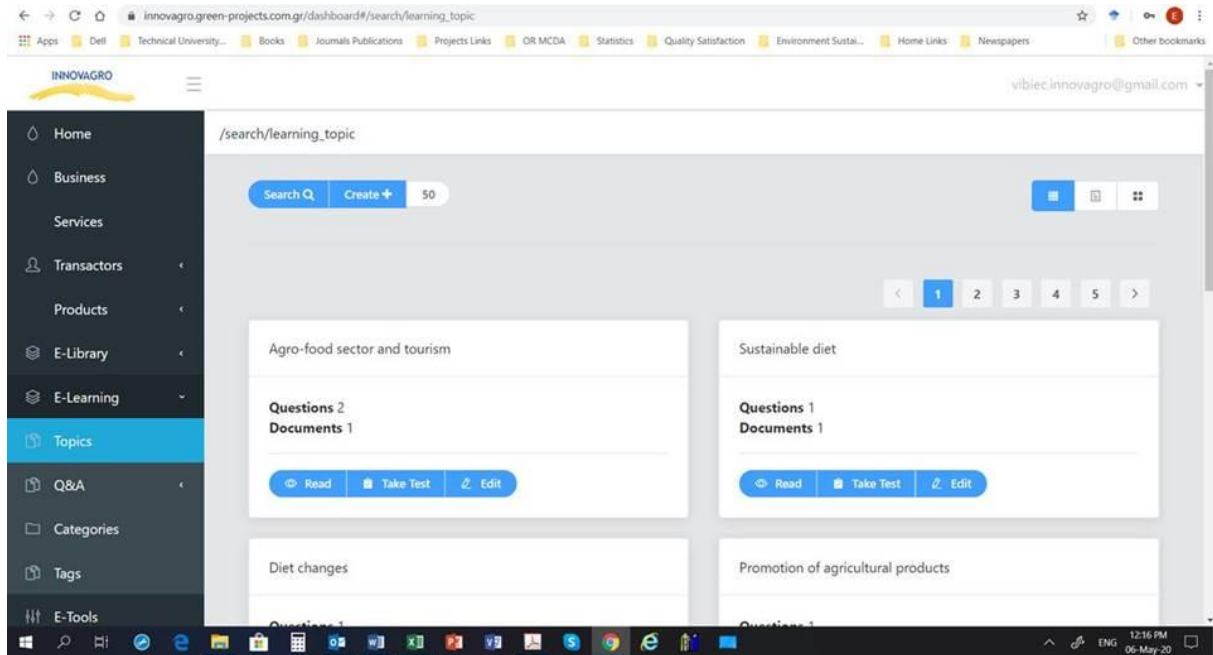 innovagro.green-projects.com.gr/dashboard#/search/learning_topic
E
Apps Dell Technical University... Books Journals Publications Projects Links OR MCDA Statistics Quality Satisfaction Environment Sustai... Home Links Newspapers Other bookmarks
INNOVAGRO
vibiec.innovagro@gmail.com
Home
/search/learning_topic
Business
Search Create + 50
Services
Transactors
Products
< 1 2 3 4 5 >
E-Library
Agro-food sector and tourism
Sustainable diet
E-Learning
Questions 2
Documents 1
Questions 1
Documents 1
Topics
Q&A
Read Take Test Edit
Read Take Test Edit
Categories
Tags
Diet changes
Promotion of agricultural products
E-Tools
Questions 1
Questions 1
ENG 12:16 PM
06-May-20